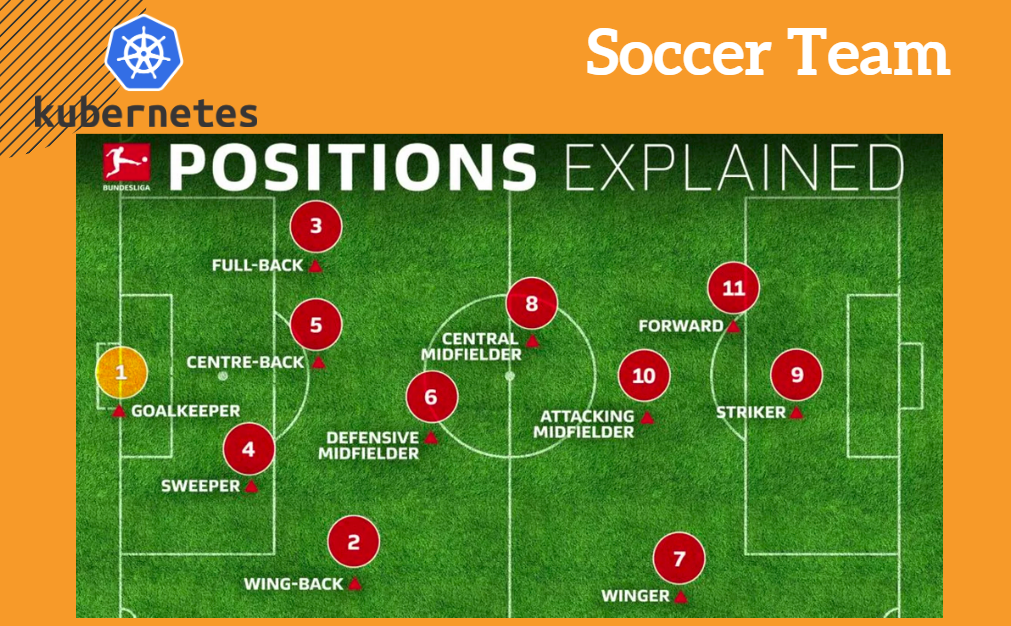 Soccer Team
kubernetes
BUNDESLIGA
POSITIONS EXPLAINED
3
FULL-BACK
5
CENTRE-BACK
1
GOALKEEPER
4
SWEEPER
2
WING-BACK
6
DEFENSIVE
MIDFIELDER
8
CENTRAL
MIDFIELDER
10
ATTACKING
MIDFIELDER
11
FORWARD
9
STRIKER
7
WINGER